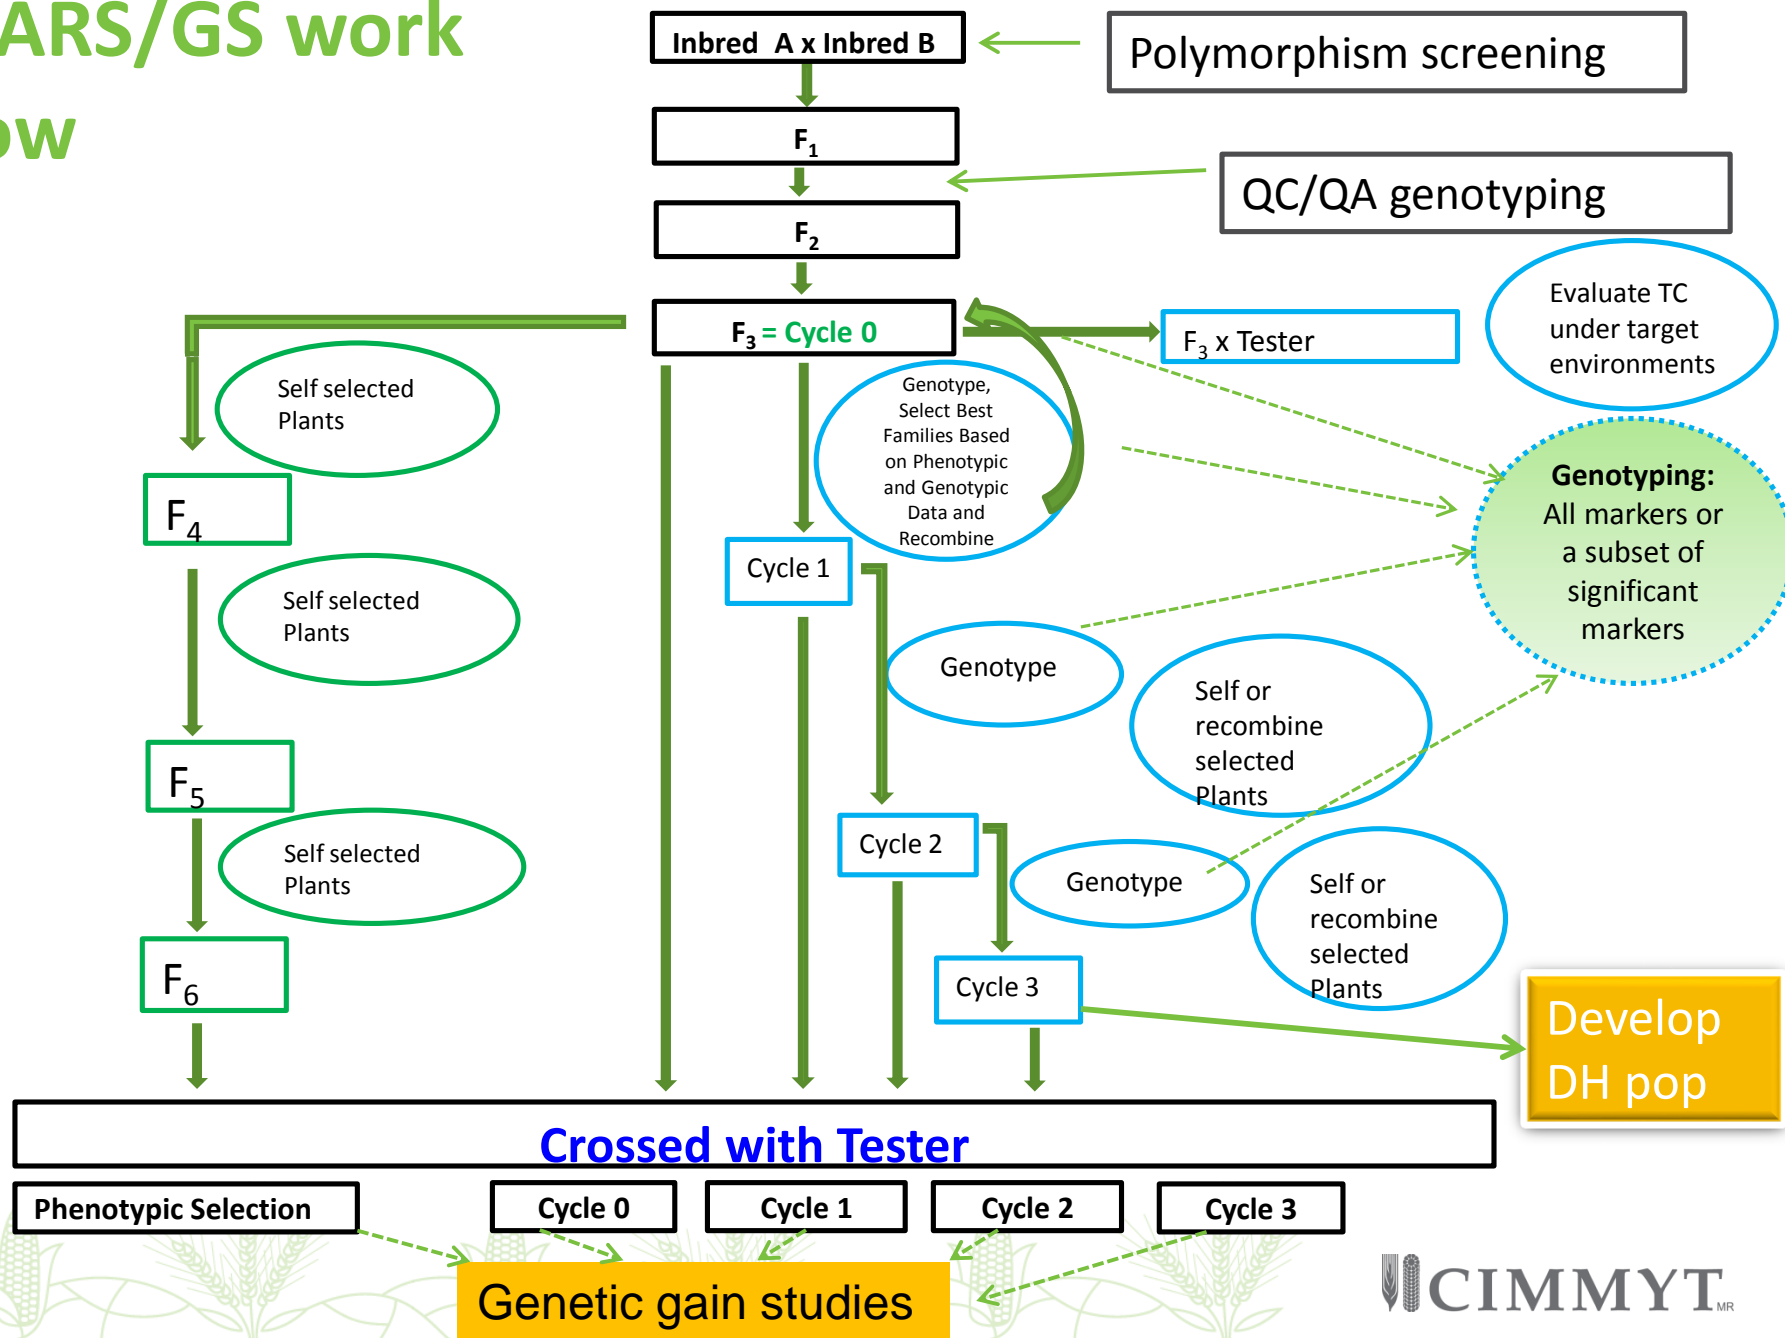 ARS/GS work
ow
Inbred A x Inbred B
Polymorphism screening
F1
QC/QA genotyping
F2
F3 = Cycle 0
F3 x Tester
Evaluate TC
under target
environments
Self selected
Plants
Genotype,
Select Best
Families Based
on Phenotypic
and Genotypic
Data and
Recombine
Genotyping:
All markers or
a subset of
significant
markers
F4
Cycle 1
Self selected
Plants
Genotype
Self or
recombine
selected
Plants
F5
Cycle 2
Self selected
Plants
Genotype
Self or
recombine
selected
Plants
F6
Cycle 3
Develop
DH pop
Crossed with Tester
Phenotypic Selection
Cycle 0
Cycle 1
Cycle 2
Cycle 3
Genetic gain studies
CIMMYT MR